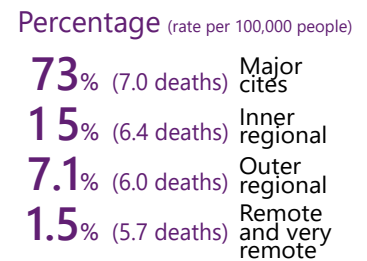 Percentage (rate per 100,000 people)
73% (7.0 deaths) Major
cites
15% (6.4 deaths) Inner
regional
7.1% (6.0 deaths) Outer
regional
1.5% (5.7 deaths) Remote
and very
remote